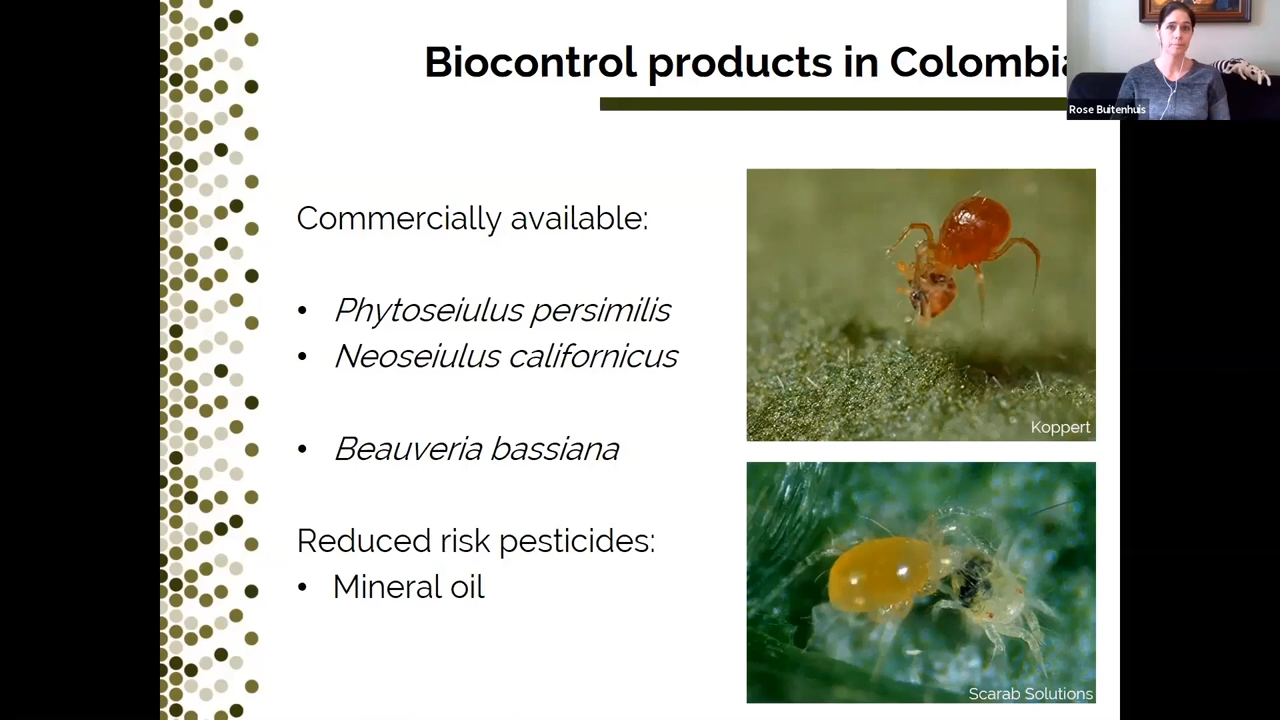 Biocontrol products in Colombia
Rose Buitenhuis
Commercially available:
• Phytoseiulus persimilis
• Neoseiulus californicus
• Beauveria bassiana
Reduced risk pesticides:
• Mineral oil
Koppert
Scarab Solutions